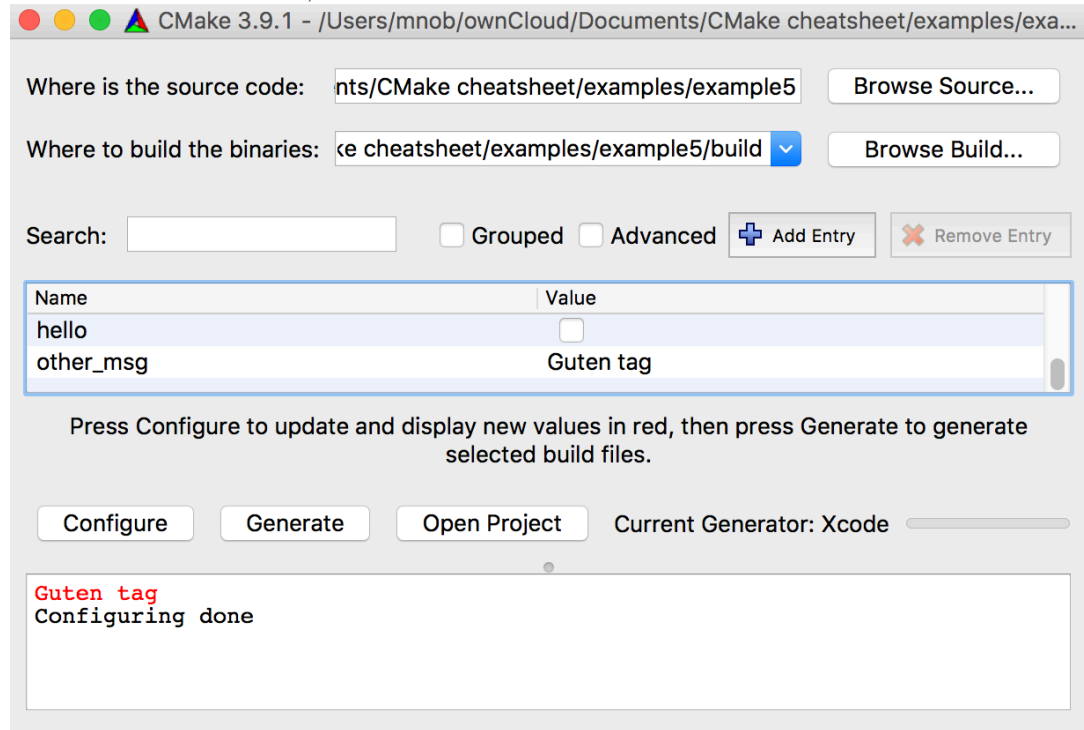 CMake 3.9.1 - /Users/mnob/ownCloud/Documents/CMake cheatsheet/examples/exa...
Where is the source code: nts/CMake cheatsheet/examples/example5 Browse Source...
Where to build the binaries: ke cheatsheet/examples/example5/build Browse Build...
Search: Grouped Advanced Add Entry Remove Entry
Name Value
hello
other_msg Guten tag
Press Configure to update and display new values in red, then press Generate to generate
selected build files.
Configure Generate Open Project Current Generator: Xcode
Guten tag
Configuring done